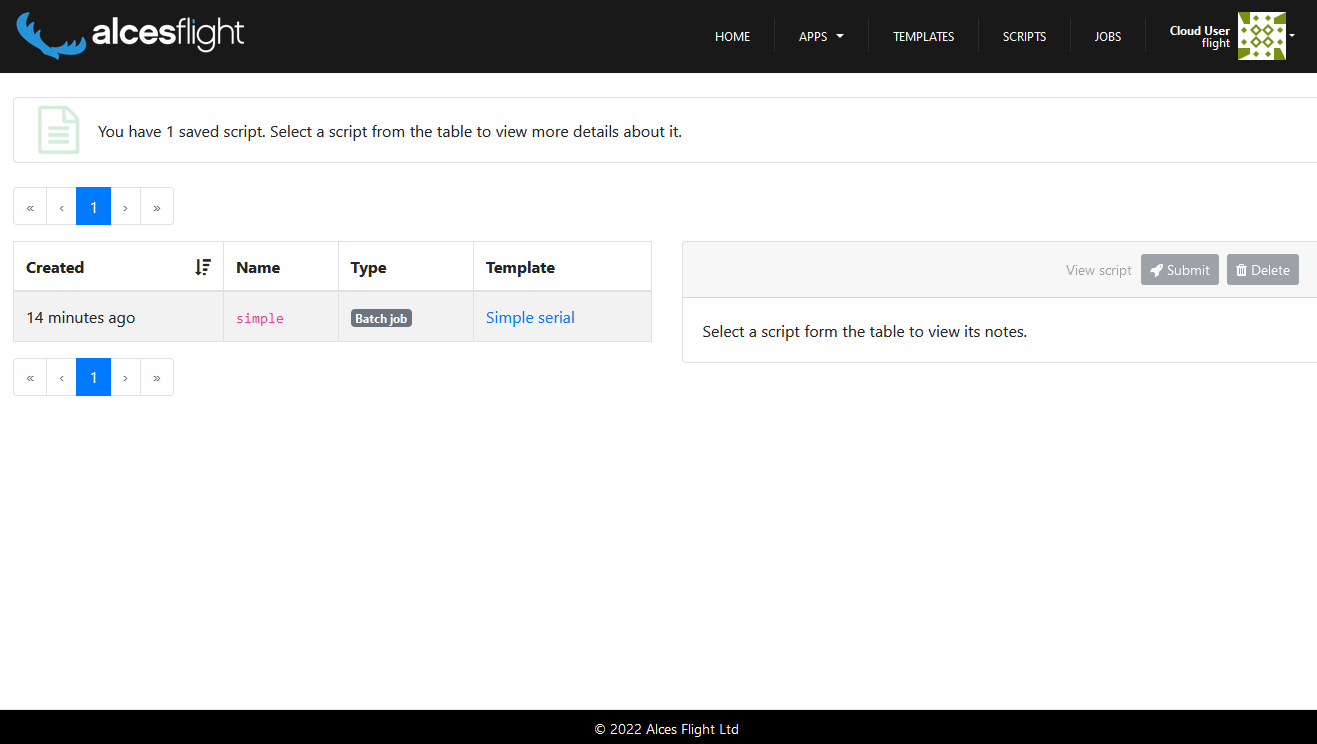 alcesflight
HOME
APPS
TEMPLATES
SCRIPTS
JOBS
Cloud User
flight
You have 1 saved script. Select a script from the table to view more details about it.
« ‹ 1 › »
Created Name Type Template
14 minutes ago simple Batch job Simple serial
« ‹ 1 › »
View script Submit Delete
Select a script form the table to view its notes.
© 2022 Alces Flight Ltd